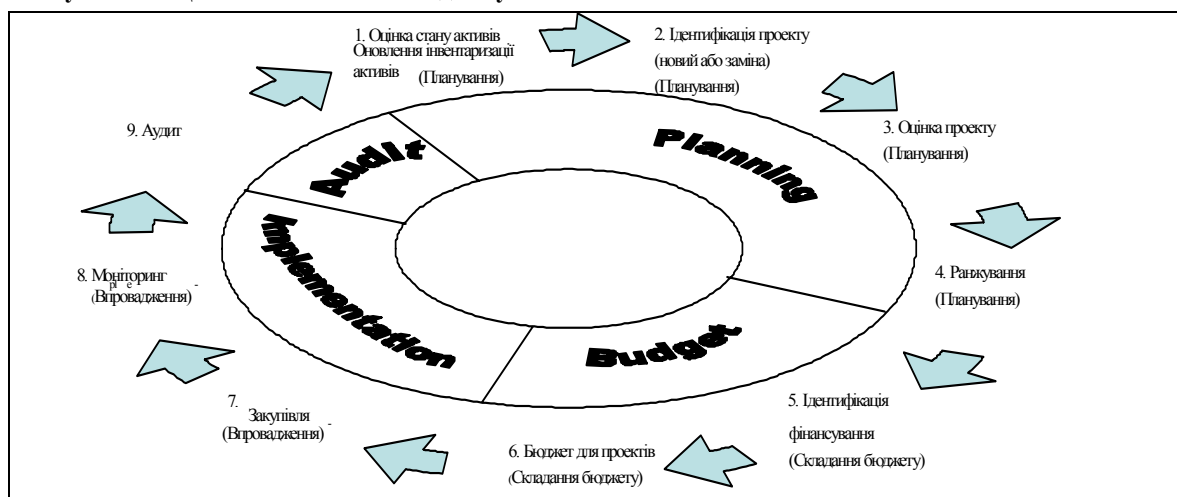 1. Оцінка стану активів
Оновлення інвентаризації
активів (Планування)
2. Ідентифікація проекту
(новий або заміна)
(Планування)
3. Оцінка проекту
(Планування)
4. Ранжування
(Планування)
5. Ідентифікація
фінансування
(Складання бюджету)
6. Бюджет для проектів
(Складання бюджету)
7.
Закупівля
(Впровадження)
8. Моніторинг
(Впровадження)
9. Аудит
Planning
Budget
Implementation
Audit